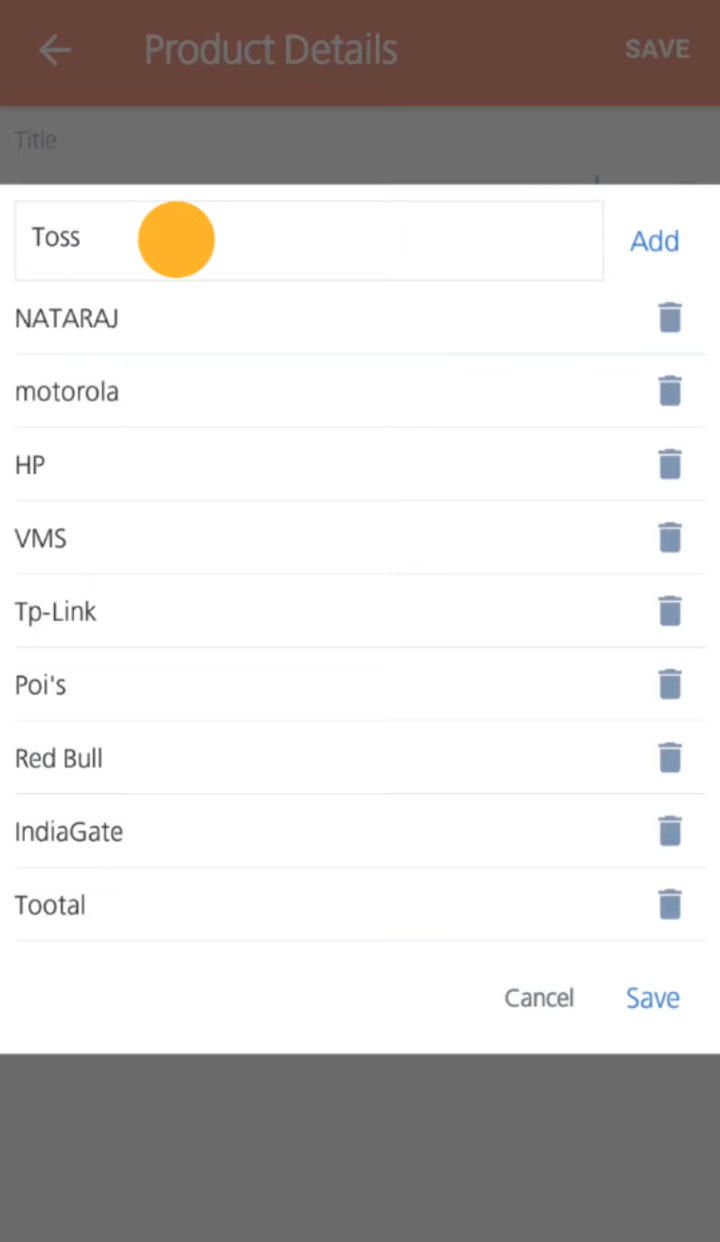 Product Details SAVE
Title
Toss Add
NATARAJ
motorola
HP
VMS
Tp-Link
Poi's
Red Bull
IndiaGate
Tootal
Cancel Save